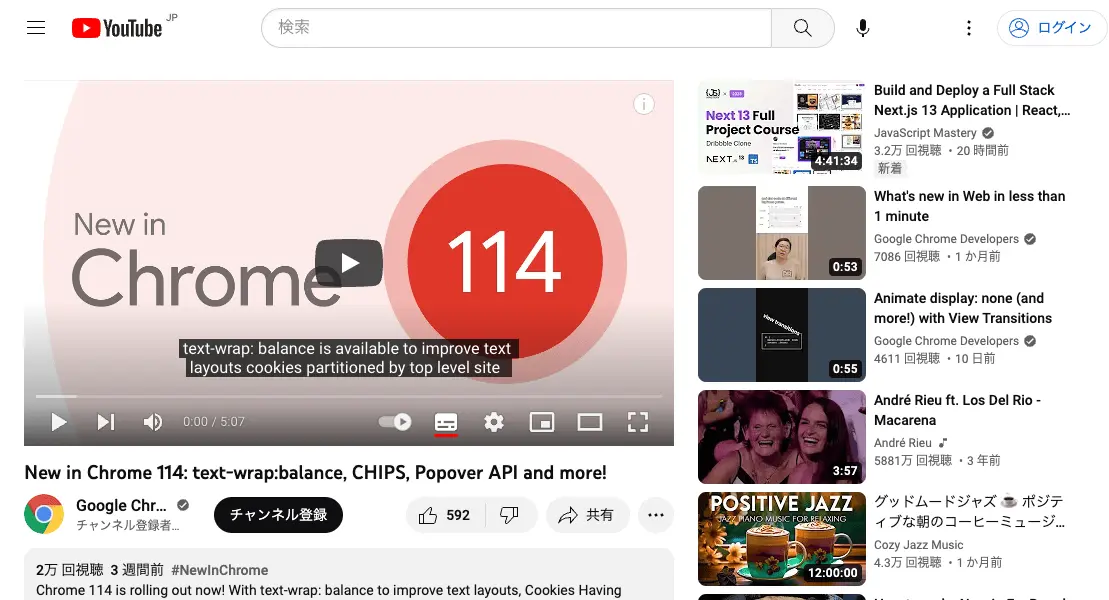 YouTube JP
検索
ログイン
New in
Chrome
114
text-wrap: balance is available to improve text
layouts cookies partitioned by top level site
0:00 / 5:07
New in Chrome 114: text-wrap:balance, CHIPS, Popover API and more!
Google Chr...
チャンネル登録者...
チャンネル登録
592
共有
2万 回視聴 3 週間前 #NewInChrome
Chrome 114 is rolling out now! With text-wrap: balance to improve text layouts, Cookies Having
{JS} × 2023
Next 13 Full
Project Course
Dribbble Clone
NEXT.JS 13 TS
4:41:34
Build and Deploy a Full Stack
Next.js 13 Application | React,...
JavaScript Mastery
3.2万 回視聴 ・20 時間前
新着
0:53
What's new in Web in less than
1 minute
Google Chrome Developers
7086 回視聴 ・1 か月前
view transitions
0:55
Animate display: none (and
more!) with View Transitions
Google Chrome Developers
4611 回視聴 ・10 日前
3:57
André Rieu ft. Los Del Rio -
Macarena
André Rieu
5881万 回視聴 ・3 年前
POSITIVE JAZZ
JAZZ PIANO MUSIC FOR RELAXING
12:00:00
グッドムードジャズ ☕ ポジテ
ィブな朝のコーヒーミュージ...
Cozy Jazz Music
4.3万 回視聴 ・1 か月前